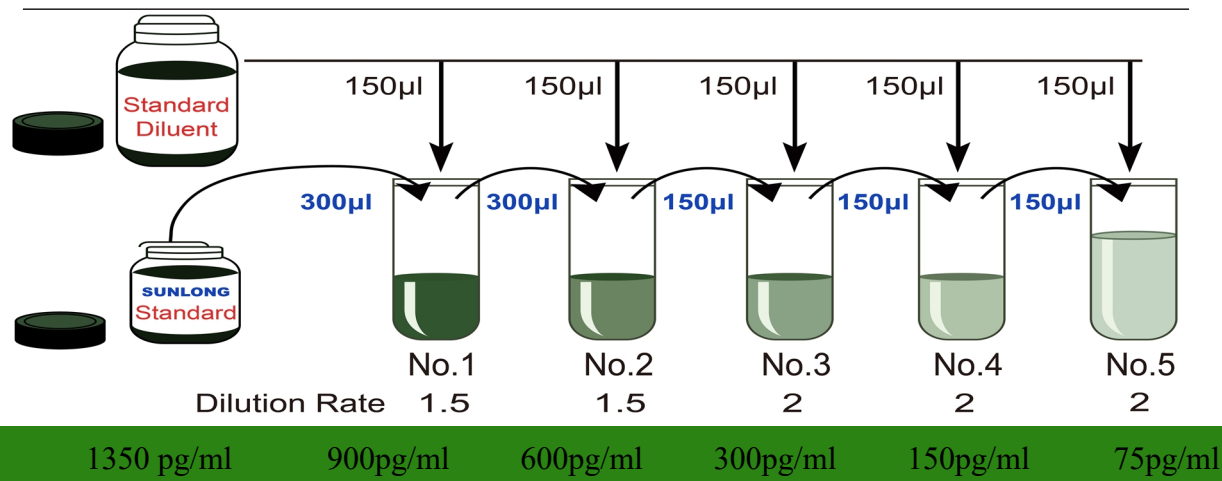 150µl 150µl 150µl 150µl 150µl
Standard
Diluent
300µl 300µl 150µl 150µl 150µl
SUNLONG
Standard
No.1 No.2 No.3 No.4 No.5
Dilution Rate 1.5 1.5 2 2 2
1350 pg/ml 900pg/ml 600pg/ml 300pg/ml 150pg/ml 75pg/ml